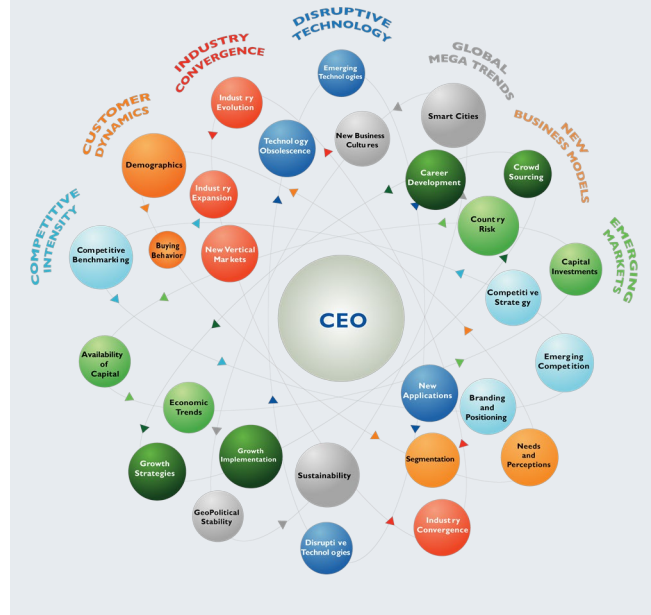 DISRUPTIVE
TECHNOLOGY
INDUSTRY
CONVERGENCE
GLOBAL
MEGA TRENDS
CUSTOMER
DYNAMICS
NEW
BUSINESS MODELS
COMPETITIVE
INTENSITY
EMERGING
MARKETS
Emerging
Technologies
Industry
Evolution
Smart Cities
Technology
Obsolescence
New Business
Cultures
Demographics
Career
Development
Crowd
Sourcing
Industry
Expansion
Country
Risk
Competitive
Benchmarking
Buying
Behavior
New Vertical
Markets
Capital
Investments
Competitive
Strategy
CEO
Availability
of
Capital
Emerging
Competition
New
Applications
Economic
Trends
Branding
and
Positioning
Growth
Strategies
Growth
Implementation
Sustainability
Segmentation
Needs
and
Perceptions
GeoPolitical
Stability
Industry
Convergence
Disruptive
Technologies